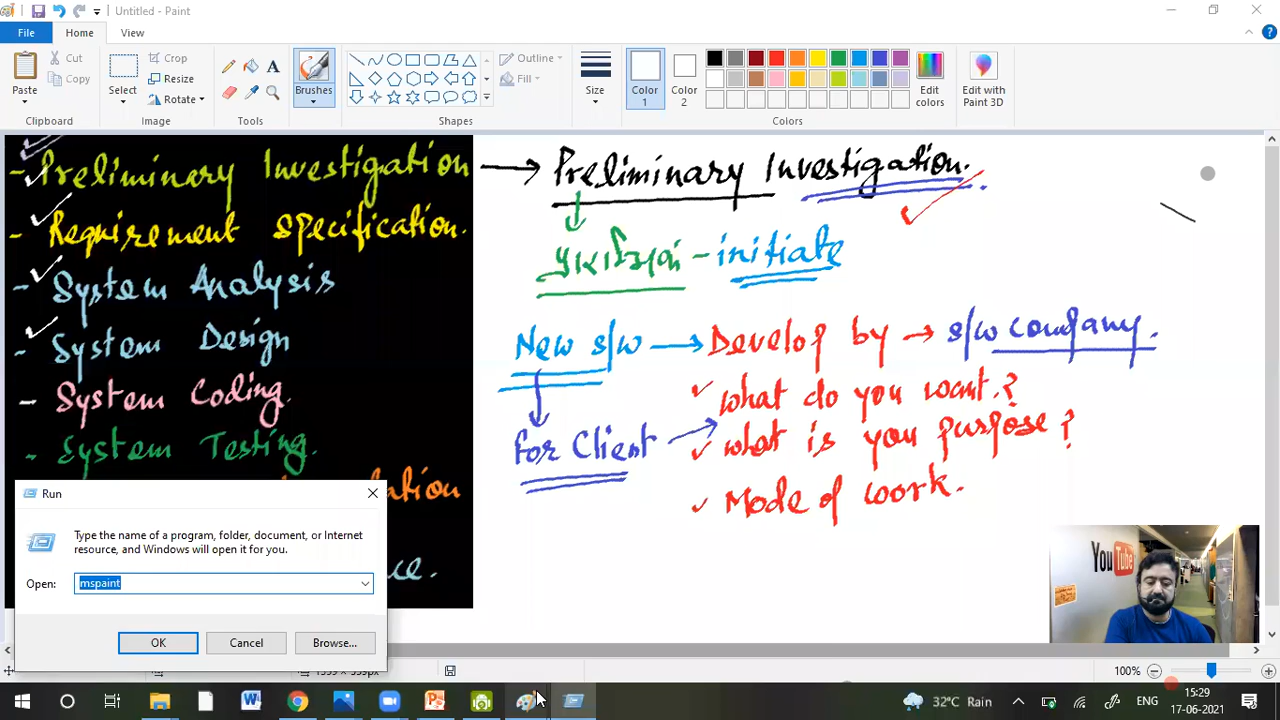 Untitled - Paint
File Home View
Paste
Cut
Copy
Clipboard
Select
Crop
Resize
Rotate
Image
Tools
Brushes
Outline
Fill
Shapes
Size
Color 1
Color 2
Edit colors
Colors
Edit with Paint 3D
- Preliminary Investigation → Preliminary Investigation.
- Requirement specification.
- initiate
- System Analysis
- System Design
New s/w → Develop by → s/w company.
- System Coding.
✓ What do you want.?
- System Testing.
for Client
✓ what is you purpose?
✓ Mode of work.
ce.
Run
Type the name of a program, folder, document, or Internet resource, and Windows will open it for you.
Open: mspaint
OK Cancel Browse...
YouTube
100%
32°C Rain
ENG
15:29
17-06-2021